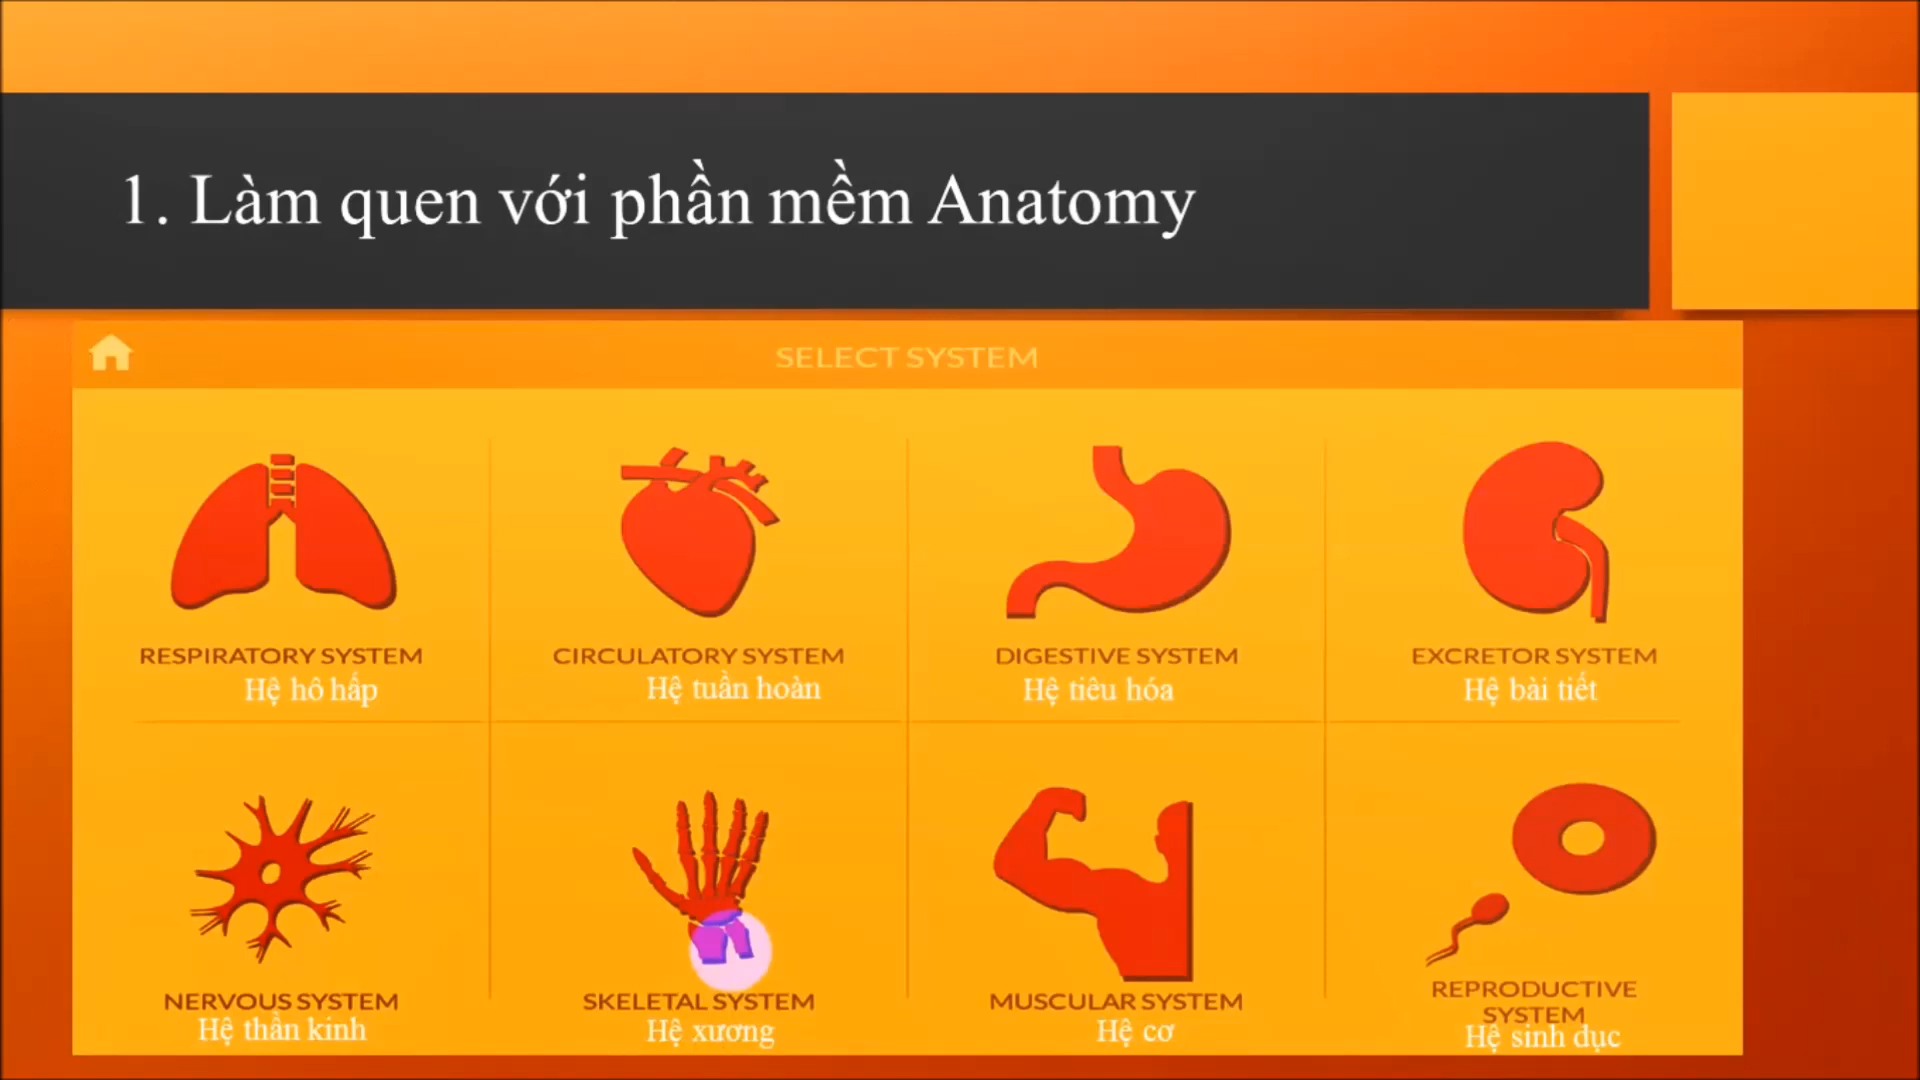 1. Làm quen với phần mềm Anatomy
SELECT SYSTEM
RESPIRATORY SYSTEM
Hệ hô hấp
CIRCULATORY SYSTEM
Hệ tuần hoàn
DIGESTIVE SYSTEM
Hệ tiêu hóa
EXCRETOR SYSTEM
Hệ bài tiết
NERVOUS SYSTEM
Hệ thần kinh
SKELETAL SYSTEM
Hệ xương
MUSCULAR SYSTEM
Hệ cơ
REPRODUCTIVE
SYSTEM
Hệ sinh dục